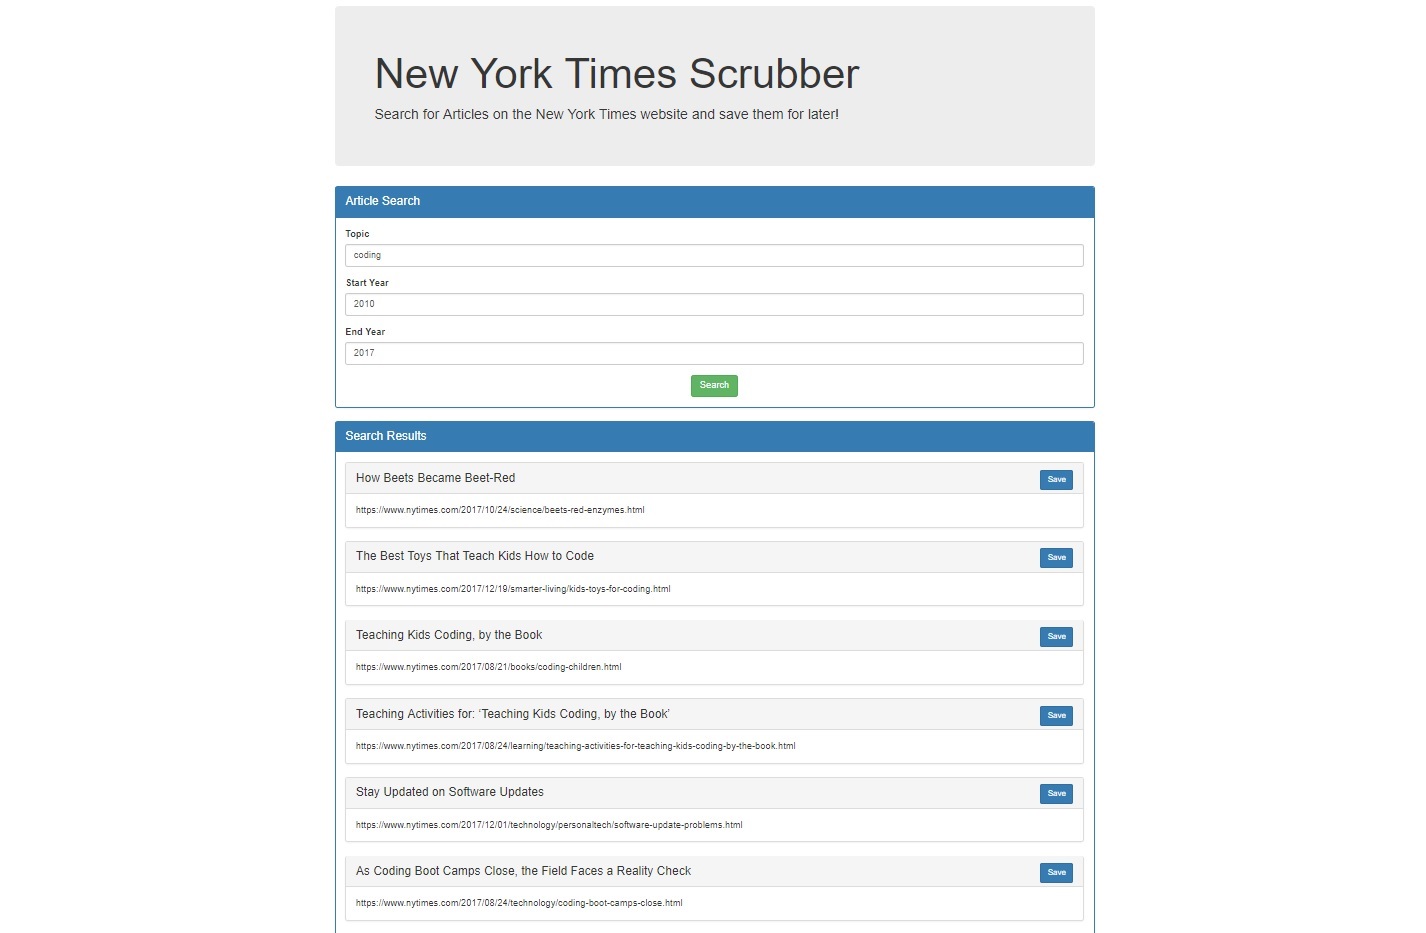 New York Times Scrubber
Search for Articles on the New York Times website and save them for later!
Article Search
Topic
coding
Start Year
2010
End Year
2017
Search
Search Results
How Beets Became Beet-Red
Save
https://www.nytimes.com/2017/10/24/science/beets-red-enzymes.html
The Best Toys That Teach Kids How to Code
Save
https://www.nytimes.com/2017/12/19/smarter-living/kids-toys-for-coding.html
Teaching Kids Coding, by the Book
Save
https://www.nytimes.com/2017/08/21/books/coding-children.html
Teaching Activities for: ‘Teaching Kids Coding, by the Book’
Save
https://www.nytimes.com/2017/08/24/learning/teaching-activities-for-teaching-kids-coding-by-the-book.html
Stay Updated on Software Updates
Save
https://www.nytimes.com/2017/12/01/technology/personaltech/software-update-problems.html
As Coding Boot Camps Close, the Field Faces a Reality Check
Save
https://www.nytimes.com/2017/08/24/technology/coding-boot-camps-close.html